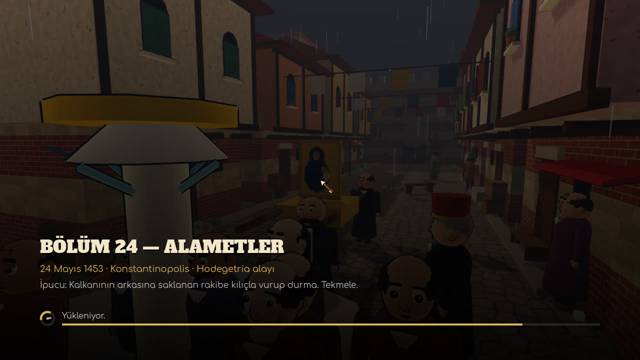 BÖLÜM 24 — ALAMETLER
24 Mayıs 1453 · Konstantinopolis · Hodegetria alayı
İpucu: Kalkanının arkasına saklanan rakibe kılıçla vurup durma. Tekmele.
Yükleniyor.